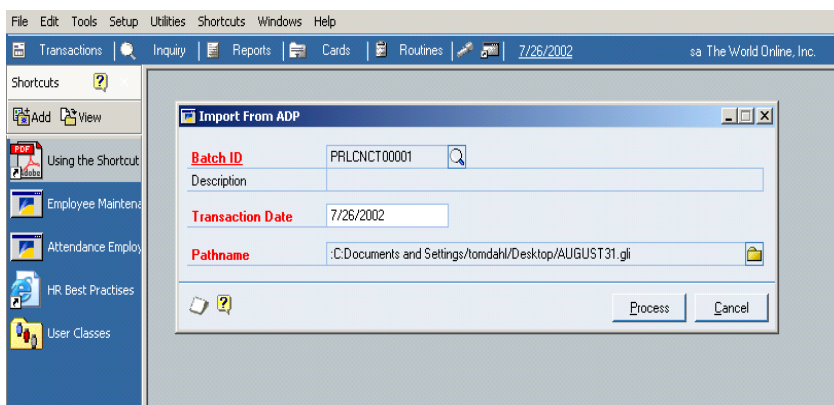 File Edit Tools Setup Utilities Shortcuts Windows Help
Transactions Inquiry Reports Cards Routines 7/26/2002 sa The World Online, Inc.
Shortcuts
Add View
Import From ADP
Batch ID PRLCNCT00001
Description
Transaction Date 7/26/2002
Pathname :C:Documents and Settings/tomdahl/Desktop/AUGUST31.gli
Process Cancel
PDF
Adobe
Using the Shortcut
Employee Maintena
Attendance Employ
HR Best Practises
User Classes